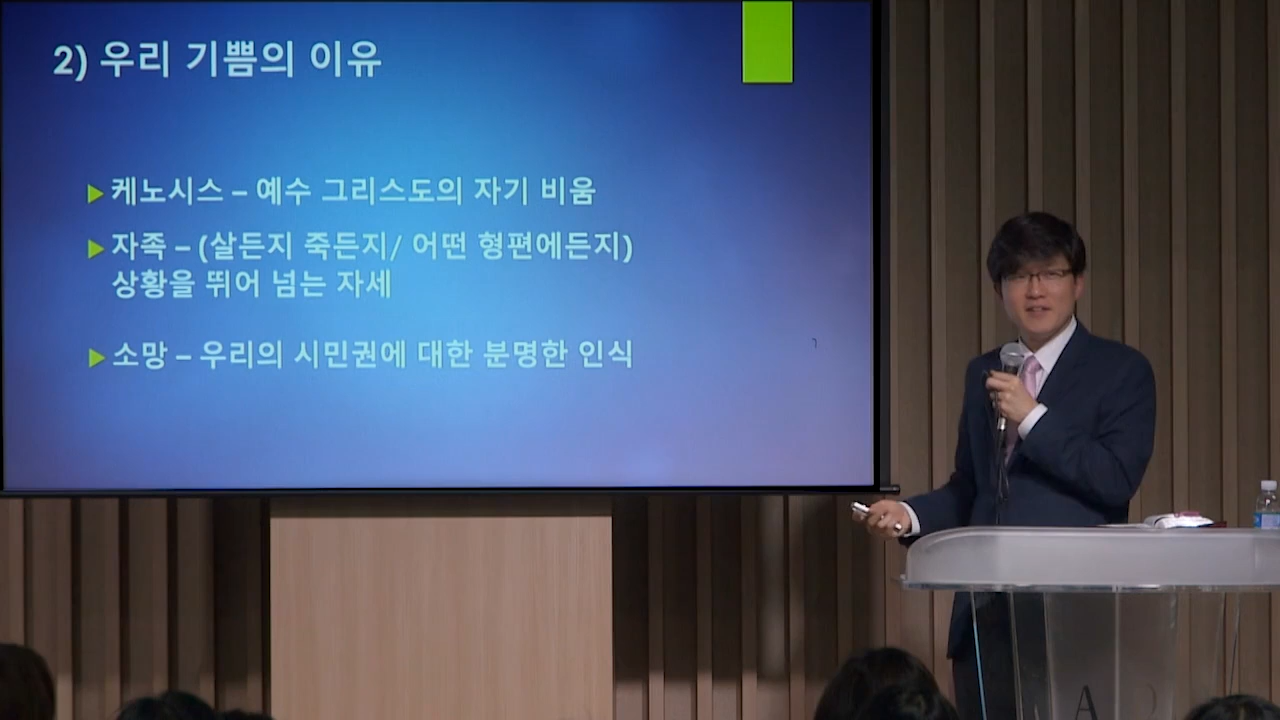 2) 우리 기쁨의 이유
케노시스 – 예수 그리스도의 자기 비움
자족 – (살든지 죽든지/ 어떤 형편에든지)
상황을 뛰어 넘는 자세
소망 – 우리의 시민권에 대한 분명한 인식